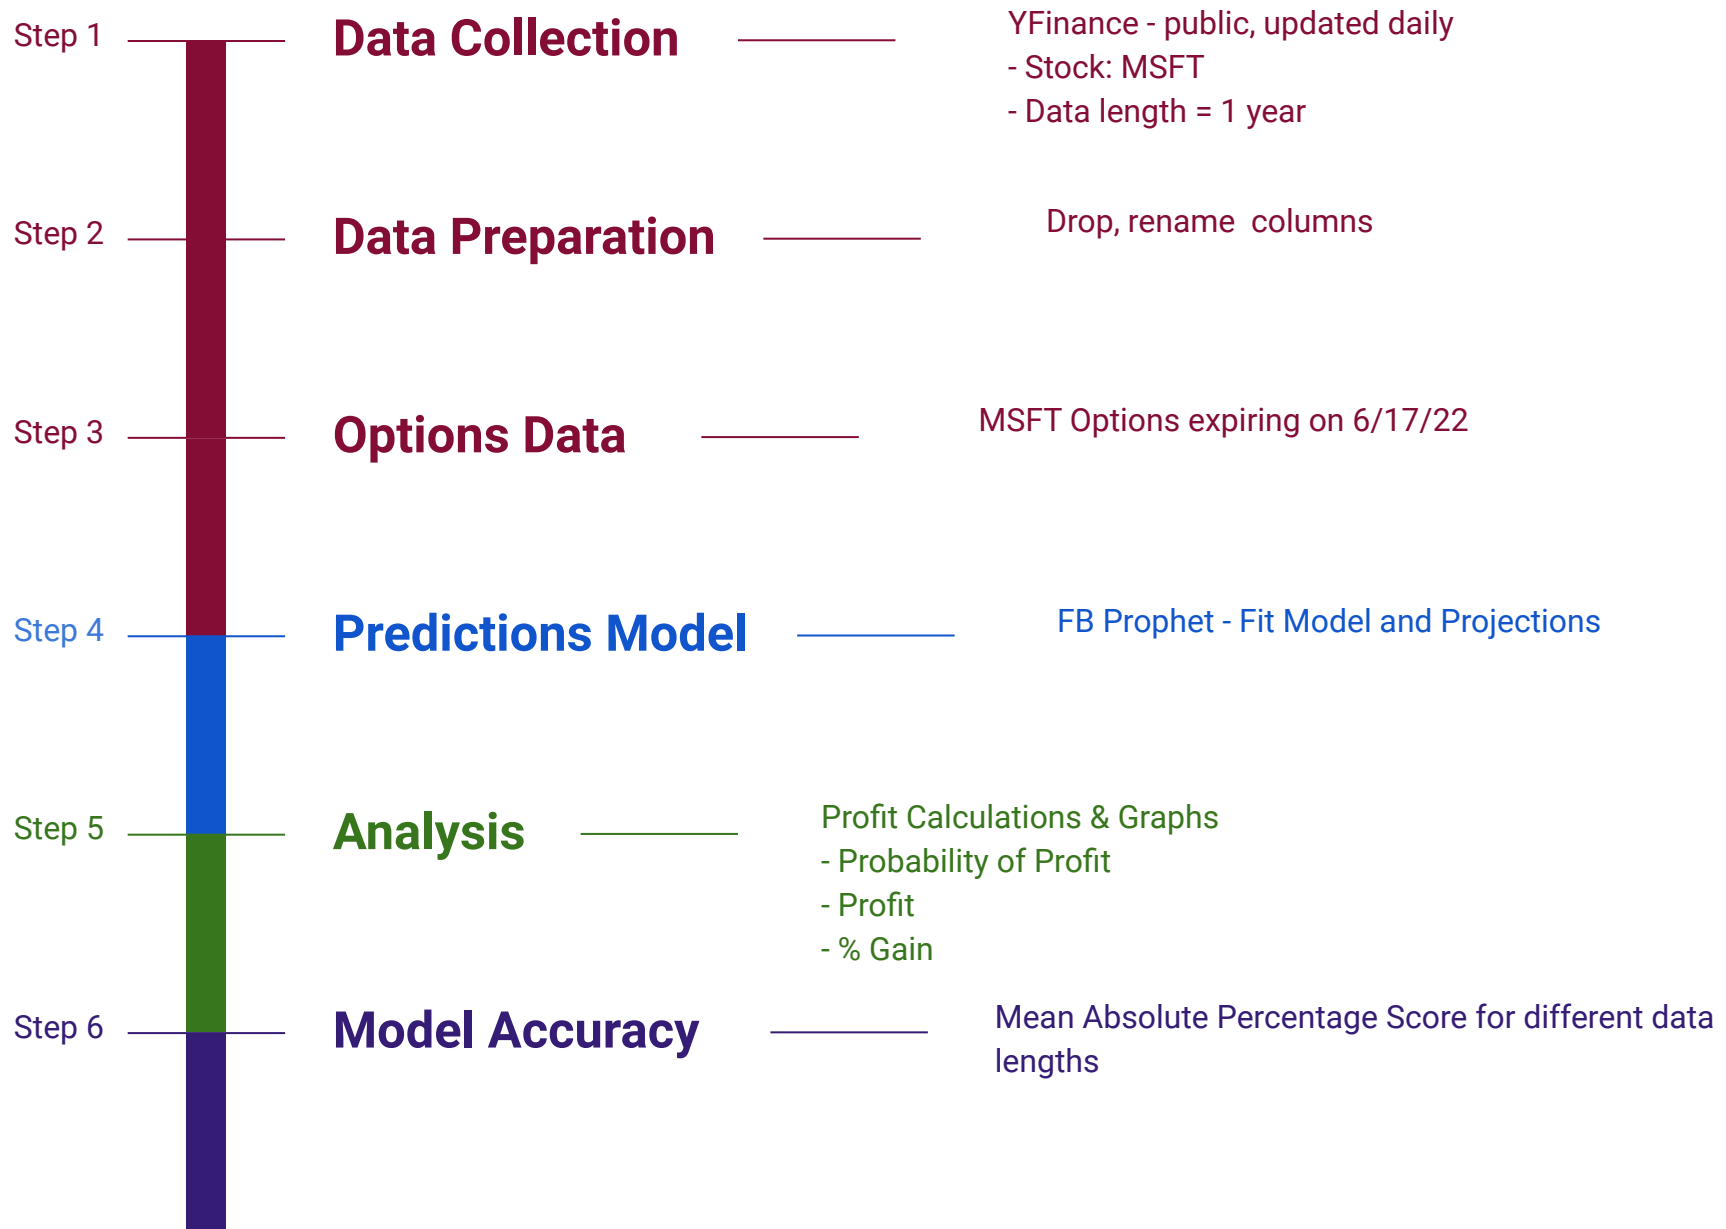 Step 1
Data Collection
YFinance - public, updated daily
- Stock: MSFT
- Data length = 1 year
Step 2
Data Preparation
Drop, rename  columns
Step 3
Options Data
MSFT Options expiring on 6/17/22
Step 4
Predictions Model
FB Prophet - Fit Model and Projections
Step 5
Analysis
Profit Calculations & Graphs
- Probability of Profit
- Profit
- % Gain
Step 6
Model Accuracy
Mean Absolute Percentage Score for different data
lengths